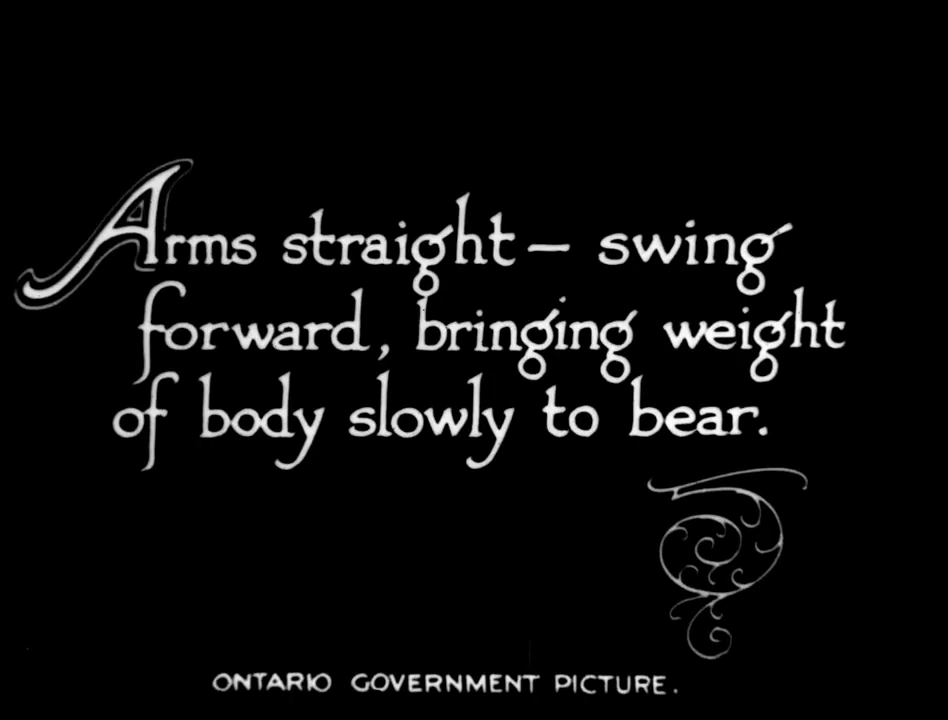 Arms straight — swing
forward, bringing weight
of body slowly to bear.
ONTARIO GOVERNMENT PICTURE.